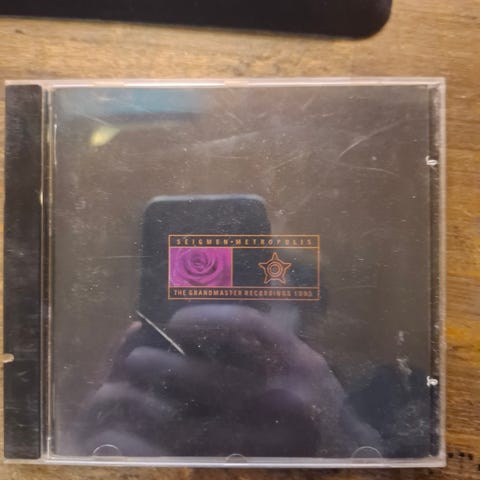 SEIGMEN•METROPOLIS
THE GRANDMASTER RECORDINGS 1995